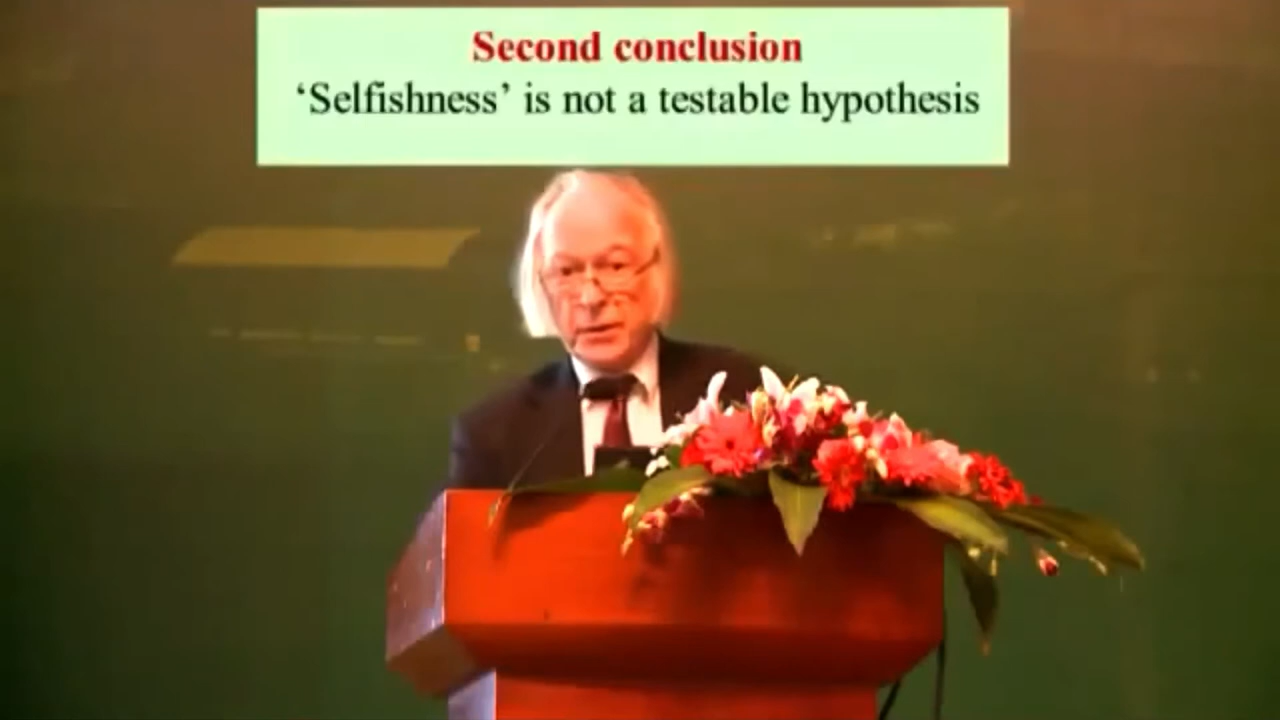 Second conclusion
‘Selfishness’ is not a testable hypothesis